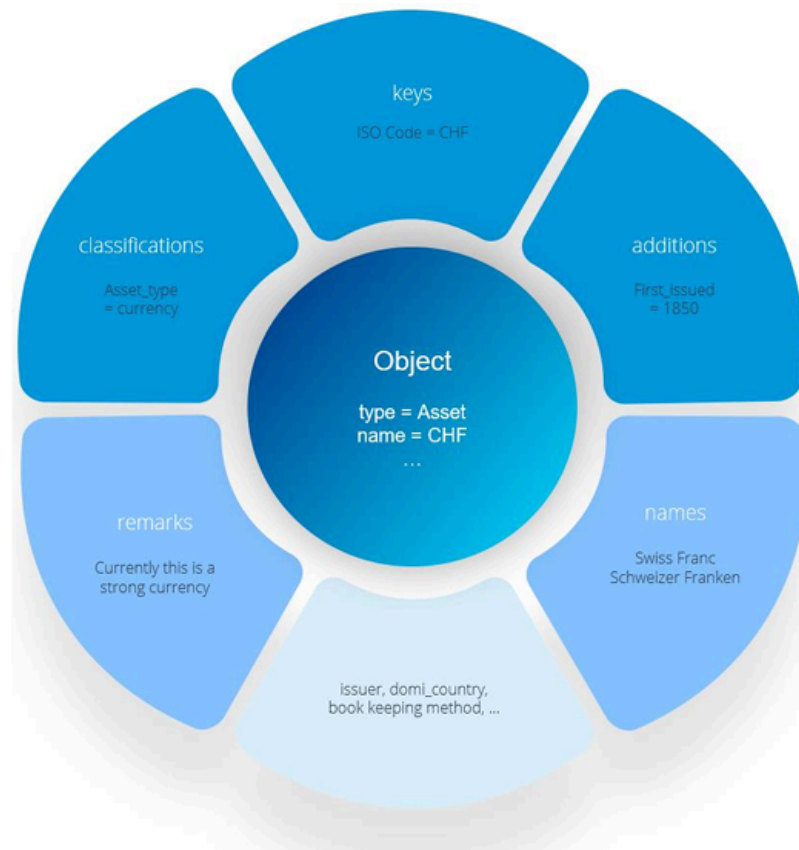 keys
ISO Code = CHF
classifications
Asset_type
= currency
additions
First_issued
= 1850
Object
type = Asset
name = CHF
...
remarks
Currently this is a
strong currency
names
Swiss Franc
Schweizer Franken
issuer, domi_country,
book keeping method, ...